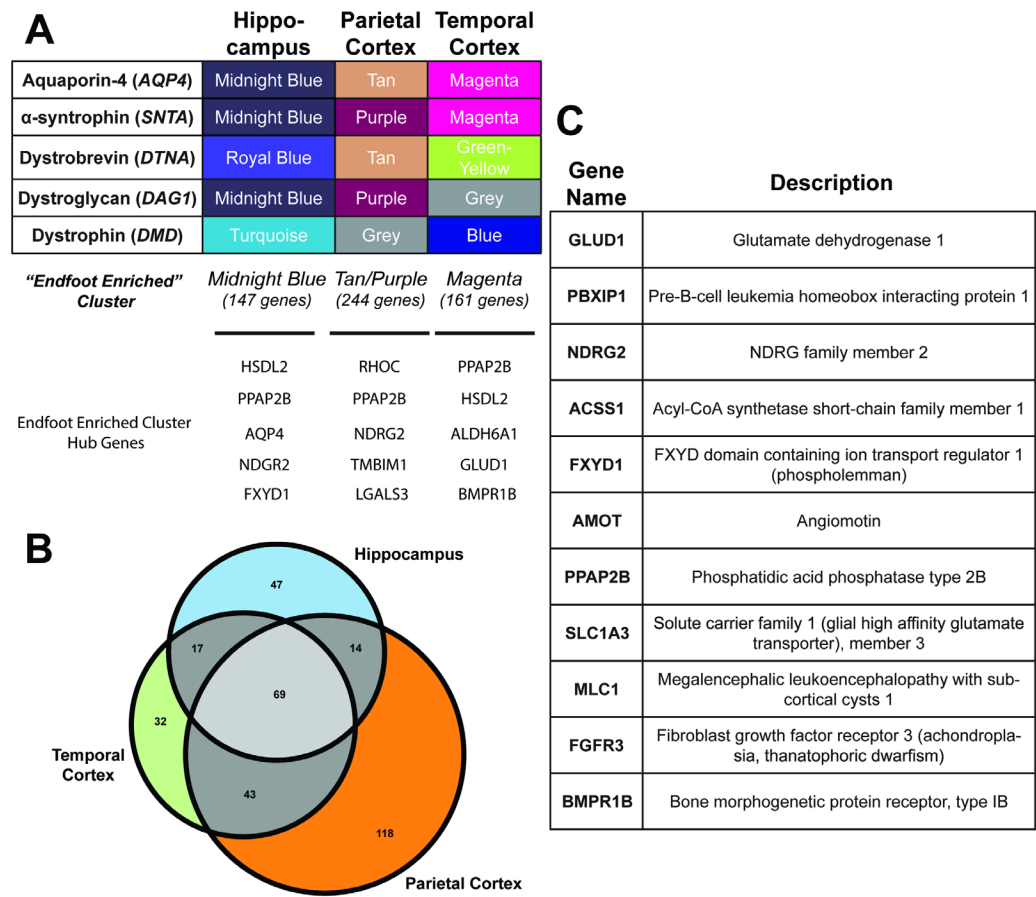 A
Hippo-
campus
Parietal
Cortex
Temporal
Cortex
Aquaporin-4 (AQP4)
Midnight Blue
Tan
Magenta
α-syntrophin (SNTA)
Midnight Blue
Purple
Magenta
Dystrobrevin (DTNA)
Royal Blue
Tan
Green-
Yellow
Dystroglycan (DAG1)
Midnight Blue
Purple
Grey
Dystrophin (DMD)
Turquoise
Grey
Blue
“Endfoot Enriched”
Cluster
Midnight Blue
(147 genes)
Tan/Purple
(244 genes)
Magenta
(161 genes)
Endfoot Enriched Cluster
Hub Genes
HSDL2
PPAP2B
AQP4
NDGR2
FXYD1
RHOC
PPAP2B
NDRG2
TMBIM1
LGALS3
PPAP2B
HSDL2
ALDH6A1
GLUD1
BMPR1B
B
Hippocampus
47
17
14
69
32
Temporal
Cortex
43
118
Parietal Cortex
C
Gene
Name
Description
GLUD1
Glutamate dehydrogenase 1
PBXIP1
Pre-B-cell leukemia homeobox interacting protein 1
NDRG2
NDRG family member 2
ACSS1
Acyl-CoA synthetase short-chain family member 1
FXYD1
FXYD domain containing ion transport regulator 1
(phospholemman)
AMOT
Angiomotin
PPAP2B
Phosphatidic acid phosphatase type 2B
SLC1A3
Solute carrier family 1 (glial high affinity glutamate
transporter), member 3
MLC1
Megalencephalic leukoencephalopathy with sub-
cortical cysts 1
FGFR3
Fibroblast growth factor receptor 3 (achondropla-
sia, thanatophoric dwarfism)
BMPR1B
Bone morphogenetic protein receptor, type IB